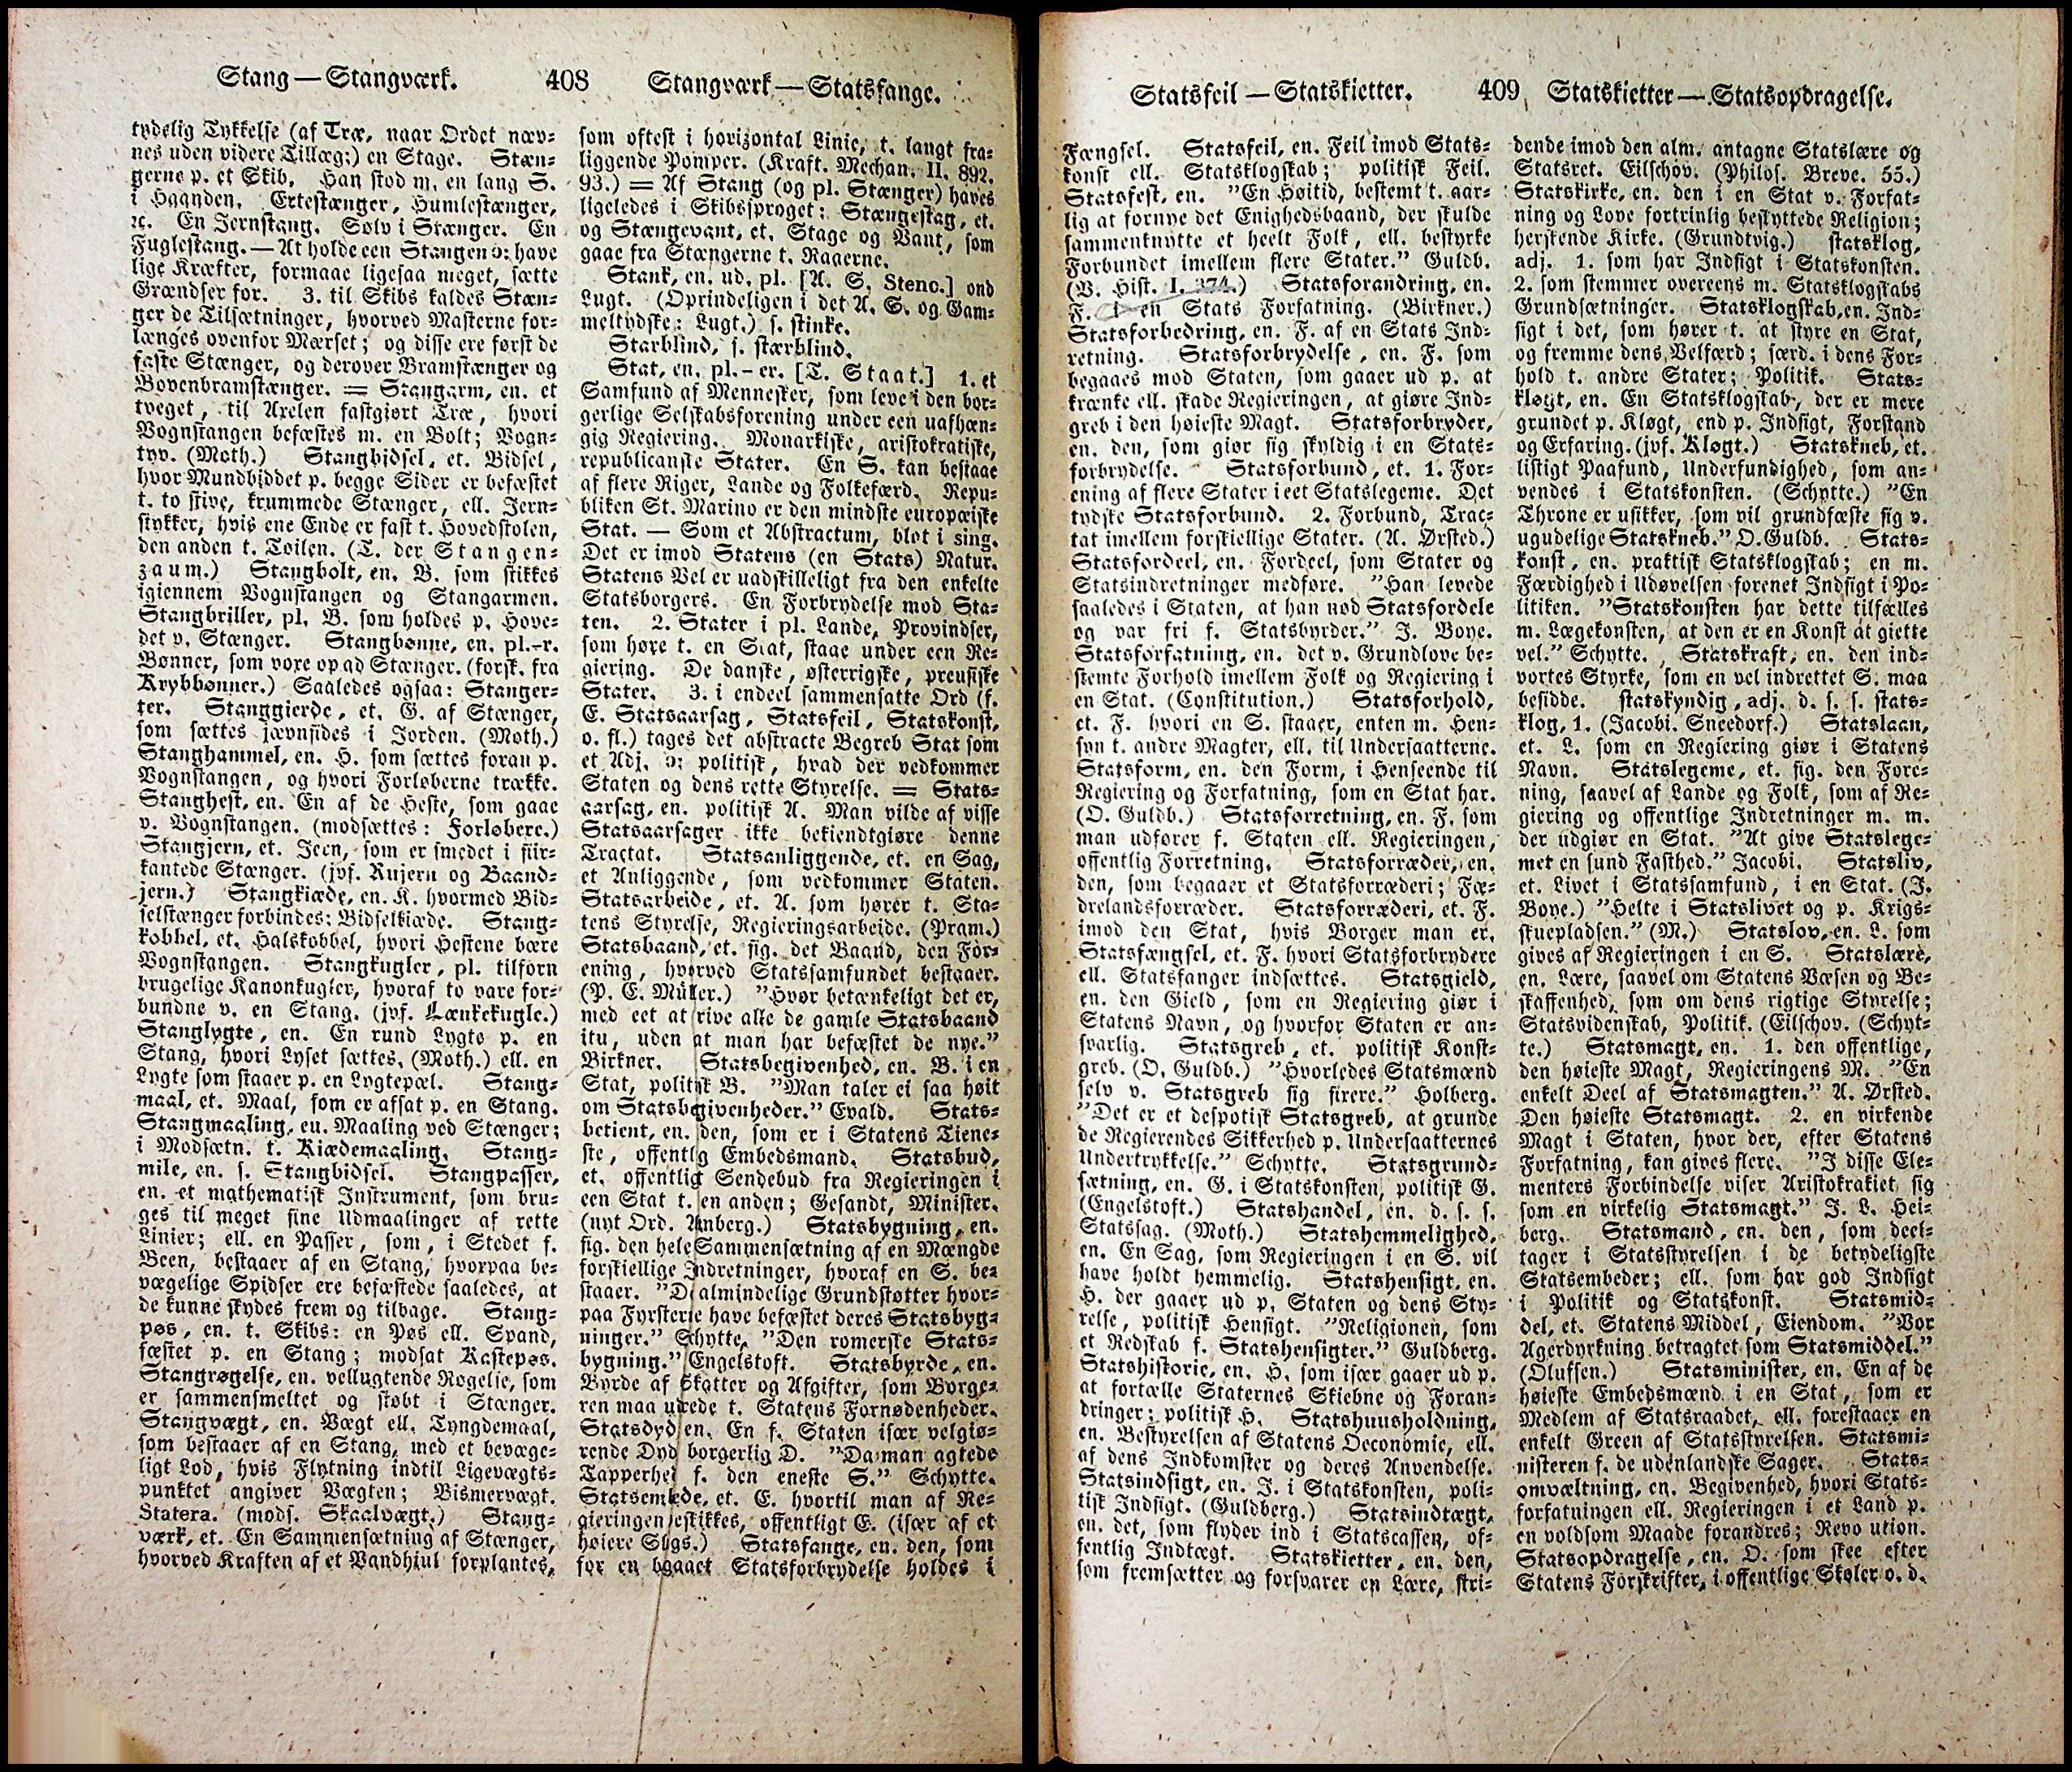 Stang — Stangværk. 408 Stangværk — Statsfange.
tydelig Tykkelse (af Træ, naar Ordet næv-
nes uden videre Tillæg;) en Stage. Stæn-
gerne p. et Skib. Han stod m. en lang S.
i Haanden. Ertestænger, Humlestænger,
ꝛc. En Jernstang. Sølv i Stænger. En
Fuglestang. — At holde een Stangen ɔ: have
lige Kræfter, formaae ligesaa meget, sætte
Grændser for. 3. til Skibs kaldes Stæn-
ger de Tilsætninger, hvorved Masterne for-
længes ovenfor Mærset; og disse ere først de
faste Stænger, og derover Bramstænger og
Bovenbramstænger. = Stangarm, en. et
tveget, til Axelen fastgiørt Træ, hvori
Vognstangen befæstes m. en Bolt; Vogn-
tyv. (Moth.) Stangbidsel, et. Bidsel,
hvor Mundbiddet p. begge Sider er befæstet
t. to stive, krummede Stænger, ell. Jern-
stykker, hvis ene Ende er fast t. Hovedstolen,
den anden t. Toilen. (T. der Stangen-
zaum.) Stangbolt, en. B. som stikkes
igiennem Vognstangen og Stangarmen.
Stangbriller, pl. B. som holdes p. Hove-
det v. Stænger. Stangbønne, en. pl.-r.
Bønner, som voxe op ad Stænger. (forsk. fra
Krybbønner.) Saaledes ogsaa: Stanger-
ter. Stanggierde, et. G. af Stænger,
som sættes jævnsides i Jorden. (Moth.)
Stanghammel, en. H. som sættes foran p.
Vognstangen, og hvori Forløberne trække.
Stanghest, en. En af de Heste, som gaae
v. Vognstangen. (modsættes: Forløbere.)
Stangjern, et. Jern, som er smedet i fiir-
kantede Stænger. (jvf. Knjern og Baand-
jern.) Stangkiæde, en. K. hvormed Bid-
selstænger forbindes: Bidselkiæde. Stang-
kobbel, et. Halskobbel, hvori Hestene bære
Vognstangen. Stangkugler, pl. tilforn
brugelige Kanonkugler, hvoraf to vare for-
bundne v. en Stang. (jvf. Lænkekugle.)
Stanglygte, en. En rund Lygte p. en
Stang, hvori Lyset sættes. (Moth.) ell. en
Lygte som staaer p. en Lygtepæl. Stang-
maal, et. Maal, som er afsat p. en Stang.
Stangmaaling, en. Maaling ved Stænger;
i Modsætn. t. Kiædemaaling. Stang-
mile, en. s. Stangbidsel. Stangpasser,
en. et mathematisk Instrument, som bru-
ges til meget fine Udmaalinger af rette
Linier; ell. en Passer, som, i Stedet f.
Been, bestaaer af en Stang, hvorpaa be-
vægelige Spidser ere befæstede saaledes, at
de kunne skydes frem og tilbage. Stang-
pøs, en. t. Skibs: en Pøs ell. Spand,
fæstet p. en Stang; modsat Kastepøs.
Stangrøgelse, en. vellugtende Rogelse, som
er sammensmeltet og støbt i Stænger.
Stangvægt, en. Vægt ell. Tyngdemaal,
som bestaaer af en Stang, med et bevæge-
ligt Lod, hvis Flytning indtil Ligevægts-
punktet angiver Vægten; Bismervægt.
Statera. (mods. Skaalvægt.) Stang-
værk, et. En Sammensætning af Stænger,
hvorved Kraften af et Vandhjul forplantes,
som oftest i horizontal Linie, t. langt fra-
liggende Pomper. (Kraft. Mechan. II. 892.
93.) = Af Stang (og pl. Stænger) haves
ligeledes i Skibssproget: Stængestag, et.
og Stængevant, et. Stage og Vant, som
gaae fra Stængerne t. Raaerne.
Stank, en. ud. pl. [A. S. Stenc.] ond
Lugt. (Oprindeligen i det A. S. og Gam-
meltydske: Lugt.) s. stinke.
Starblind, s. stærblind.
Stat, en. pl.-er. [T. Staat.] 1. et
Samfund af Mennesker, som leve i den bor-
gerlige Selskabsforening under een uafhæn-
gig Regiering. Monarkiske, aristokratiske,
republicanske Stater. En S. kan bestaae
af flere Riger, Lande og Folkefærd. Repu-
bliken St. Marino er den mindste europæiske
Stat. — Som et Abstractum, blot i sing.
Det er imod Statens (en Stats) Natur.
Statens Vel er uadskilleligt fra den enkelte
Statsborgers. En Forbrydelse mod Sta-
ten. 2. Stater i pl. Lande, Provindser,
som høre t. en Stat, staae under een Re-
giering. De danske, østerrigske, preusiske
Stater. 3. i endeel sammensatte Ord (f.
E. Statsaarsag, Statsfeil, Statskonst,
o. fl.) tages det abstracte Begreb Stat som
et Adj. ɔ: politisk, hvad der vedkommer
Staten og dens rette Styrelse. = Stats-
aarsag, en. politisk A. Man vilde af visse
Statsaarsager ikke bekiendtgiøre denne
Tractat. Statsanliggende, et. en Sag,
et Anliggende, som vedkommer Staten.
Statsarbeide, et. A. som hører t. Sta-
tens Styrelse, Regieringsarbeide. (Pram.)
Statsbaand, et. fig. det Baand, den For-
ening, hvorved Statssamfundet bestaaer.
(P. E. Müller.) "Hvor betænkeligt det er,
med eet at rive alle de gamle Statsbaand
itu, uden at man har befæstet de nye."
Birkner. Statsbegivenhed, en. B. i en
Stat, politisk B. "Man taler ei saa høit
om Statsbegivenheder." Evald. Stats-
betient, en. den, som er i Statens Tiene-
ste, offentlig Embedsmand. Statsbud,
et. offentligt Sendebud fra Regieringen i
een Stat t. en anden; Gesandt, Minister.
(nyt Ord. Amberg.) Statsbygning, en.
fig. den hele Sammensætning af en Mængde
forskiellige Indretninger, hvoraf en S. be-
staaer. "De almindelige Grundstøtter hvor-
paa Fyrsterne have befæstet deres Statsbyg-
ninger." Schytte. "Den romerske Stats-
bygning." Engelstoft. Statsbyrde, en.
Byrde af Skatter og Afgifter, som Borge-
ren maa udrede t. Statens Fornødenheder.
Statsdyd, en. En f. Staten især velgiø-
rende Dyd, borgerlig D. "Da man agtede
Tapperhed f. den eneste S." Schytte.
Statsembede, et. E. hvortil man af Re-
gieringen bestikkes, offentligt E. (især af et
høiere Slags.) Statsfange, en. den, som
for en begaaet Statsforbrydelse holdes i
Statsfeil — Statskietter. 409 Statskietter — Statsopdragelse.
Fængsel. Statsfeil, en. Feil imod Stats-
konst ell. Statsklogskab; politisk Feil.
Statsfest, en. "En Høitid, bestemt t. aar-
lig at fornye det Enighedsbaand, der skulde
sammenknytte et heelt Folk, ell. bestyrke
Forbundet imellem flere Stater." Guldb.
(V. Hist. I. 374.) Statsforandring, en.
F. i en Stats Forfatning. (Birkner.)
Statsforbedring, en. F. af en Stats Ind-
retning. Statsforbrydelse, en. F. som
begaaes mod Staten, som gaaer ud p. at
krænke ell. skade Regieringen, at giøre Ind-
greb i den høieste Magt. Statsforbryder,
en. den, som giør sig skyldig i en Stats-
forbrydelse. Statsforbund, et. 1. For-
ening af flere Stater i eet Statslegeme. Det
tydske Statsforbund. 2. Forbund, Trac-
tat imellem forskiellige Stater. (A. Ørsted.)
Statsfordeel, en. Fordeel, som Stater og
Statsindretninger medføre. "Han levede
saaledes i Staten, at han nød Statsfordele
og var fri f. Statsbyrder." J. Boye.
Statsforfatning, en. det v. Grundlove be-
stemte Forhold imellem Folk og Regiering i
en Stat. (Constitution.) Statsforhold,
et. F. hvori en S. staaer, enten m. Hen-
syn t. andre Magter, ell. til Undersaatterne.
Statsform, en. den Form, i Henseende til
Regiering og Forfatning, som en Stat har.
(O. Guldb.) Statsforretning, en. F. som
man udfører f. Staten ell. Regieringen,
offentlig Forretning. Statsforræder, en.
den, som begaaer et Statsforræderi; Fæ-
drelandsforræder. Statsforræderi, et. F.
imod den Stat, hvis Borger man er.
Statsfængsel, et. F. hvori Statsforbrydere
ell. Statsfanger indsættes. Statsgield,
en. den Gield, som en Regiering giør i
Statens Navn, og hvorfor Staten er an-
svarlig. Statsgreb, et. politisk Konst-
greb. (O. Guldb.) "Hvorledes Statsmænd
selv v. Statsgreb sig fixere." Holberg.
"Det er et despotisk Statsgreb, at grunde
de Regierendes Sikkerhed p. Undersaatternes
Undertrykkelse." Schytte. Statsgrund-
sætning, en. G. i Statskonsten, politisk G.
(Engelstoft.) Statshandel, en. d. s. s.
Statssag. (Moth.) Statshemmelighed,
en. En Sag, som Regieringen i en S. vil
have holdt hemmelig. Statshensigt, en.
H. der gaaer ud p. Staten og dens Sty-
relse, politisk Hensigt. "Religionen, som
et Redskab f. Statshensigter." Guldberg.
Statshistorie, en. H. som især gaaer ud p.
at fortælle Staternes Skiebne og Foran-
dringer; politisk H. Statshuusholdning,
en. Bestyrelsen af Statens Oeconomie, ell.
af dens Indkomster og deres Anvendelse.
Statsindsigt, en. J. i Statskonsten, poli-
tisk Indsigt. (Guldberg.) Statsindtægt,
en. det, som flyder ind i Statscassen, of-
fentlig Indtægt. Statskietter, en. den,
som fremsætter og forsvarer en Lære, stri-
dende imod den alm. antagne Statslære og
Statsret. Eilschov. (Philos. Breve. 55.)
Statskirke, en. den i en Stat v. Forfat-
ning og Love fortrinlig beskyttede Religion;
herskende Kirke. (Grundtvig.) statsklog,
adj. 1. som har Indsigt i Statskonsten.
2. som stemmer overeens m. Statsklogskabs
Grundsætninger. Statsklogskab, en. Ind-
sigt i det, som hører t. at styre en Stat,
og fremme dens Velfærd; særd. i dens For-
hold t. andre Stater; Politik. Stats-
kløgt, en. En Statsklogskab, der er mere
grundet p. Kløgt, end p. Indsigt, Forstand
og Erfaring. (jvf. Kløgt.) Statskneb, et.
listigt Paafund, Underfundighed, som an-
vendes i Statskonsten. (Schytte.) "En
Throne er usikker, som vil grundfæste sig v.
ugudelige Statskneb." O. Guldb. Stats-
konst, en. praktisk Statsklogskab; en m.
Færdighed i Udøvelsen forenet Indsigt i Po-
litiken. "Statskonsten har dette tilfælles
m. Lægekonsten, at den er en Konst at giette
vel." Schytte. Statskraft, en. den ind-
vortes Styrke, som en vel indrettet S. maa
besidde. statskyndig, adj. d. s. s. stats-
klog, 1. (Jacobi. Sneedorf.) Statslaan,
et. L. som en Regiering giør i Statens
Navn. Statslegeme, et. fig. den Fore-
ning, saavel af Lande og Folk, som af Re-
giering og offentlige Indretninger m. m.
der udgiør en Stat. "At give Statslege-
met en sund Fasthed." Jacobi. Statsliv,
et. Livet i Statssamfund, i en Stat. (J.
Boye.) "Helte i Statslivet og p. Krigs-
skuepladsen." (M.) Statslov, en. L. som
gives af Regieringen i en S. Statslære,
en. Lære, saavel om Statens Væsen og Be-
skaffenhed, som om dens rigtige Styrelse;
Statsvidenskab, Politik. (Eilschov. (Schyt-
te.) Statsmagt, en. 1. den offentlige,
den høieste Magt, Regieringens M. "En
enkelt Deel af Statsmagten." A. Ørsted.
Den høieste Statsmagt. 2. en virkende
Magt i Staten, hvor der, efter Statens
Forfatning, kan gives flere. "I disse Ele-
menters Forbindelse viser Aristokratiet sig
som en virkelig Statsmagt." J. L. Hei-
berg. Statsmand, en. den, som deel-
tager i Statsstyrelsen i de betydeligste
Statsembeder; ell. som har god Indsigt
i Politik og Statskonst. Statsmid-
del, et. Statens Middel, Eiendom. "Vor
Agerdyrkning betragtet som Statsmiddel."
(Olufsen.) Statsminister, en. En af de
høieste Embedsmænd i en Stat, som er
Medlem af Statsraadet, ell. forestaaer en
enkelt Green af Statsstyrelsen. Statsmi-
nisteren f. de udenlandske Sager. Stats-
omvæltning, en. Begivenhed, hvori Stats-
forfatningen ell. Regieringen i et Land p.
en voldsom Maade forandres; Revo ution.
Statsopdragelse, en. O. som skee efter
Statens Forskrifter, i offentlige Skoler o. d.